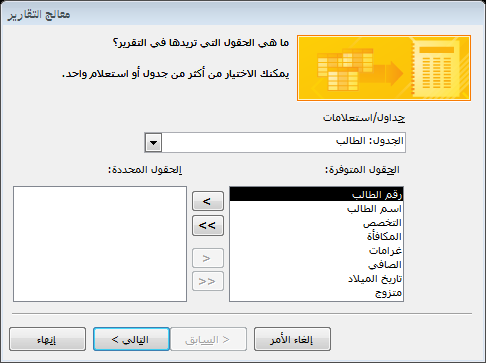 معالج التقارير
ما هي الحقول التي تريدها في التقرير؟
يمكنك الاختيار من أكثر من جدول أو استعلام واحد.
جداول/استعلامات
الجدول: الطالب
الحقول المتوفرة:
الحقول المحددة:
رقم الطالب
اسم الطالب
التخصص
المكافأة
غرامات
الصافي
تاريخ الميلاد
متزوج
<
<<
>
>>
إلغاء الأمر
< السابق
التالي >
إنهاء